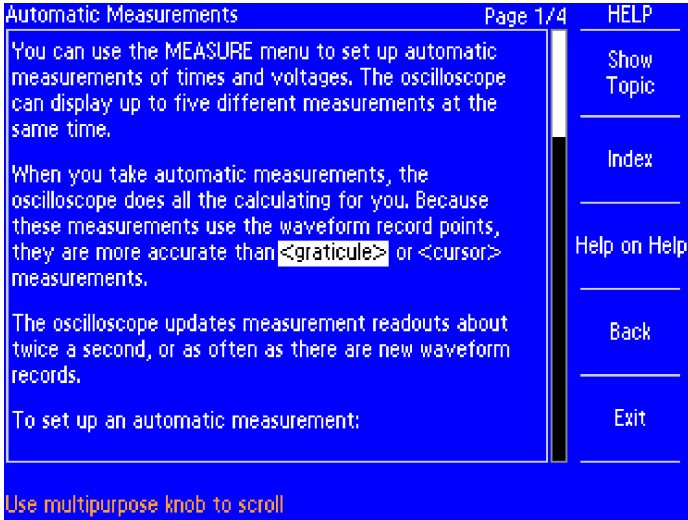 Automatic Measurements Page 1/4 HELP
You can use the MEASURE menu to set up automatic
measurements of times and voltages. The oscilloscope
can display up to five different measurements at the
same time.
When you take automatic measurements, the
oscilloscope does all the calculating for you. Because
these measurements use the waveform record points,
they are more accurate than <graticule> or <cursor>
measurements.
The oscilloscope updates measurement readouts about
twice a second, or as often as there are new waveform
records.
To set up an automatic measurement:
Show
Topic
Index
Help on Help
Back
Exit
Use multipurpose knob to scroll